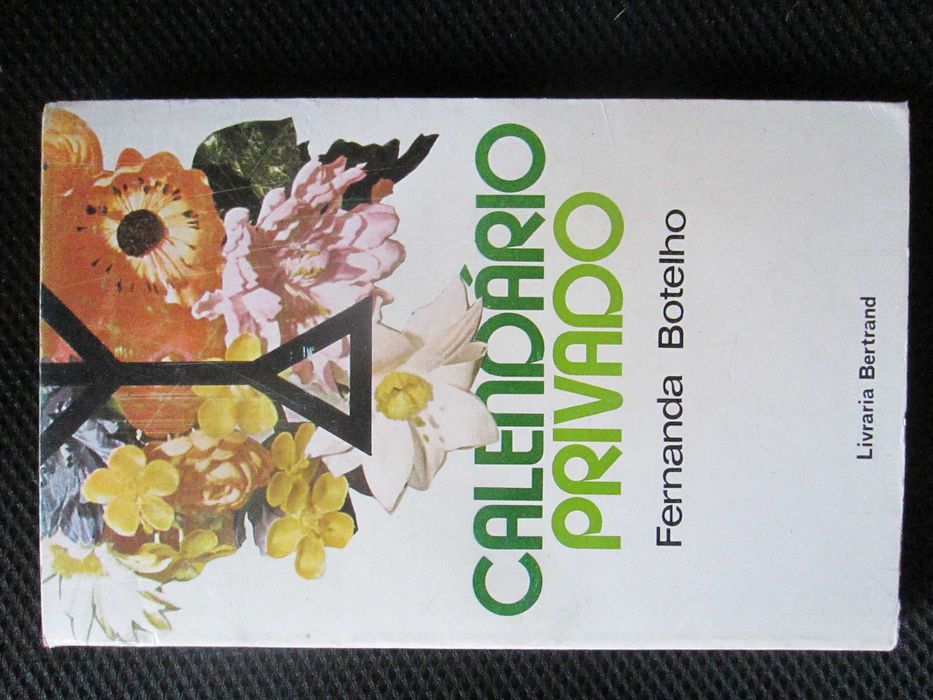 CALENDÁRIO
PRIVADO
Fernanda Botelho
Livraria Bertrand